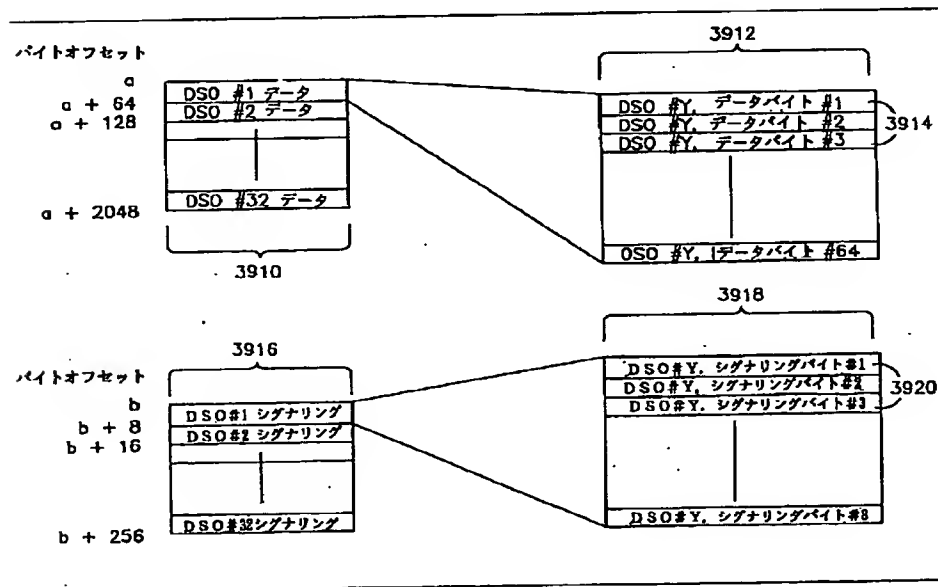 3912
バイトオフセット
a
DSO #1 データ
a + 64
DSO #2 データ
a + 128
DSO #32 データ
a + 2048
3910
DSO #Y, データバイト #1
DSO #Y, データバイト #2
DSO #Y, データバイト #3
3914
OSO #Y, データバイト #64
3918
3916
バイトオフセット
b
DSO#1 シグナリング
b + 8
DSO#2 シグナリング
b + 16
DSO#32シグナリング
b + 256
DSO#Y, シグナリングバイト#1
DSO#Y, シグナリングバイト#2
DSO#Y, シグナリングバイト#3
3920
DSO#Y, シグナリングバイト#8